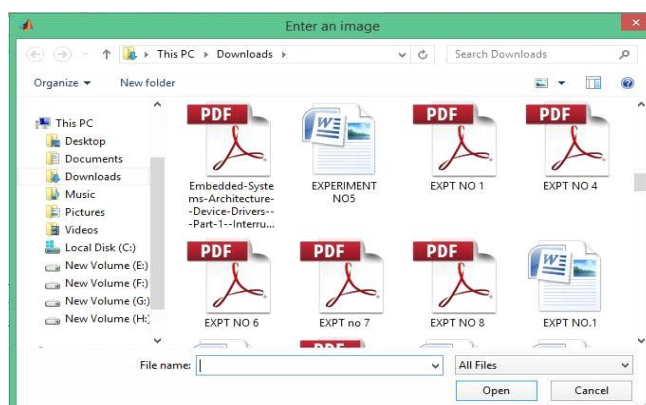 Enter an image
This PC ▸ Downloads ▸
Search Downloads
Organize
New folder
This PC
Desktop
Documents
Downloads
Music
Pictures
Videos
Local Disk (C:)
New Volume (E:)
New Volume (F:)
New Volume (G:)
New Volume (H:
PDF
W
PDF
PDF
Embedded-Syste
ms-Architecture-
-Device-Drivers--
-Part-1--Interru...
EXPERIMENT
NO5
EXPT NO 1
EXPT NO 4
PDF
PDF
PDF
W
EXPT NO 6
EXPT no 7
EXPT NO 8
EXPT NO.1
PDF
File name:
All Files
Open
Cancel